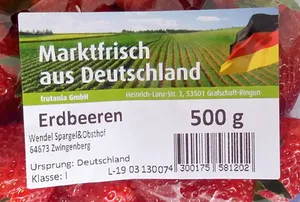 Marktfrisch
aus Deutschland
frutania GmbH Heinrich-Lanz-Str. 3, 53501 Grafschaft-Ringen
Erdbeeren 500 g
Wendel Spargel&Obsthof
64673 Zwingenberg
Ursprung: Deutschland
Klasse: I
L-19 03 130074 300175 581202